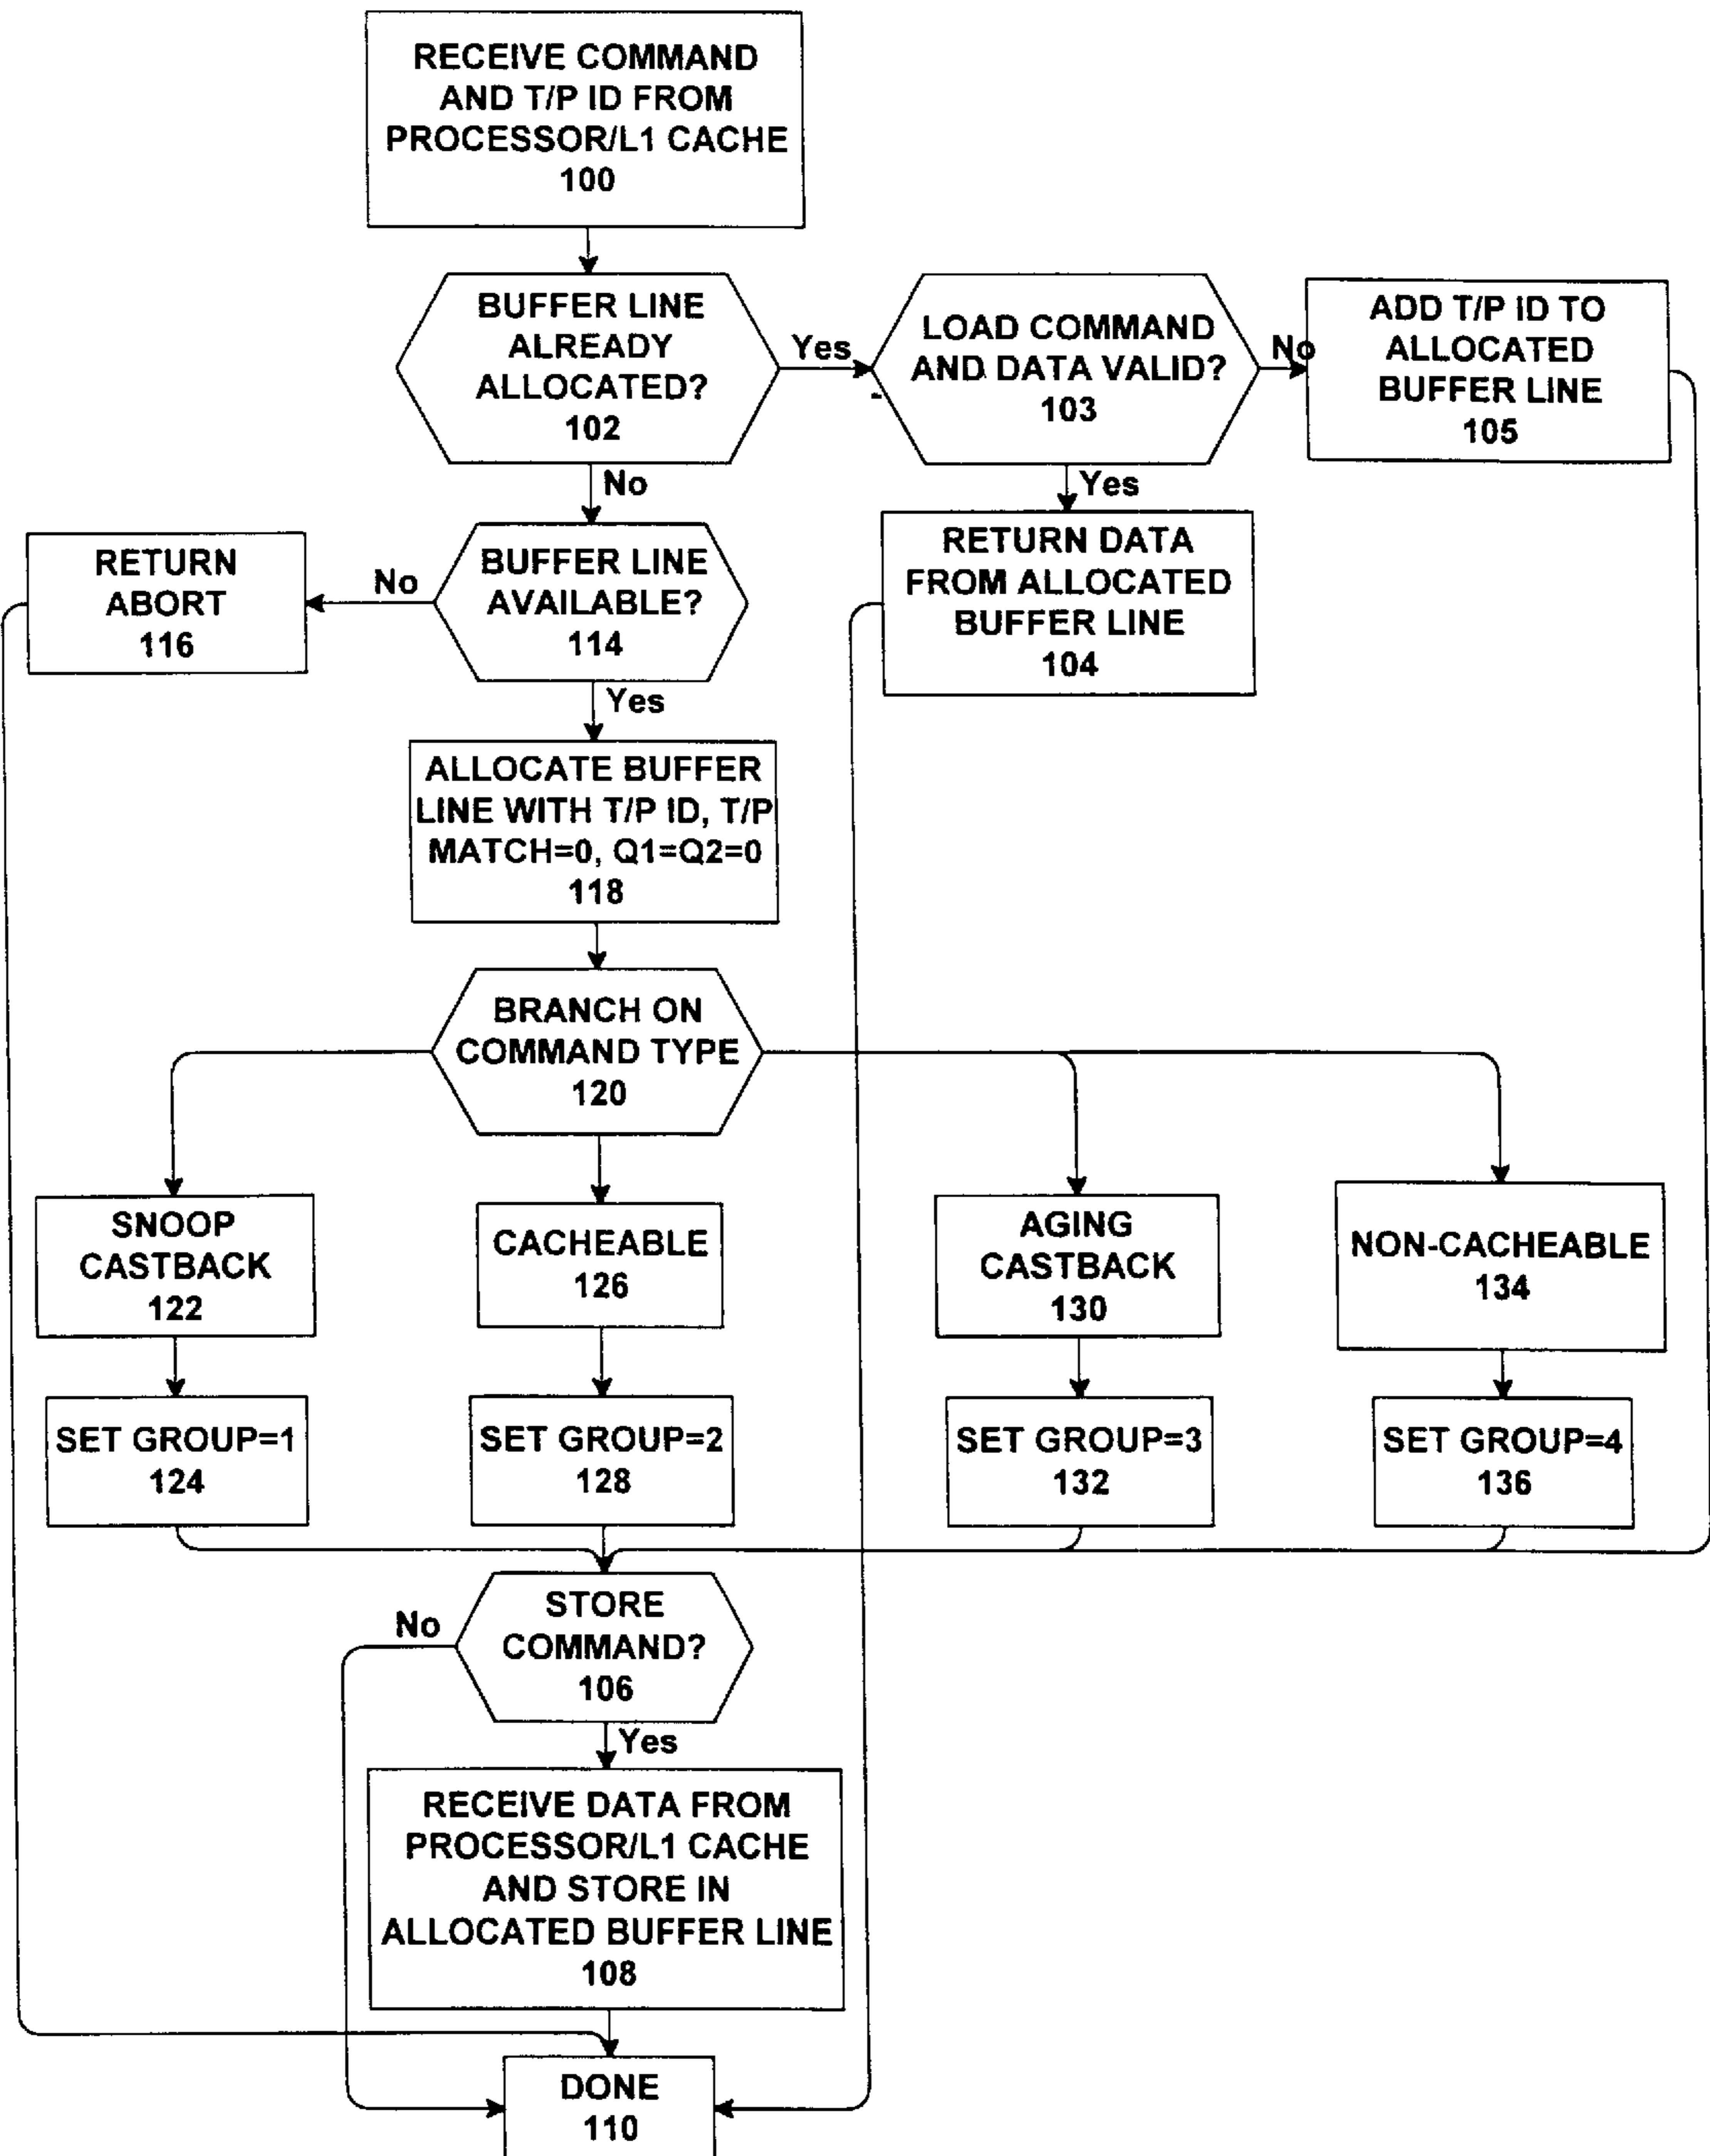 RECEIVE COMMAND
AND T/P ID FROM
PROCESSOR/L1 CACHE
100
BUFFER LINE
ALREADY
ALLOCATED?
102
Yes
LOAD COMMAND
AND DATA VALID?
103
No
ADD T/P ID TO
ALLOCATED
BUFFER LINE
105
No
Yes
RETURN
ABORT
116
No
BUFFER LINE
AVAILABLE?
114
RETURN DATA
FROM ALLOCATED
BUFFER LINE
104
Yes
ALLOCATE BUFFER
LINE WITH T/P ID, T/P
MATCH=0, Q1=Q2=0
118
BRANCH ON
COMMAND TYPE
120
SNOOP
CASTBACK
122
CACHEABLE
126
AGING
CASTBACK
130
NON-CACHEABLE
134
SET GROUP=1
124
SET GROUP=2
128
SET GROUP=3
132
SET GROUP=4
136
No
STORE
COMMAND?
106
Yes
RECEIVE DATA FROM
PROCESSOR/L1 CACHE
AND STORE IN
ALLOCATED BUFFER LINE
108
DONE
110